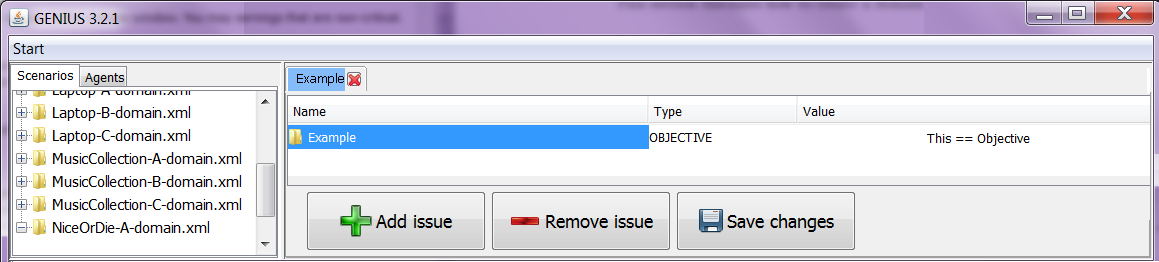 GENIUS 3.2.1
Start
Scenarios Agents
Laptop-A-domain.xml
Laptop-B-domain.xml
Laptop-C-domain.xml
MusicCollection-A-domain.xml
MusicCollection-B-domain.xml
MusicCollection-C-domain.xml
NiceOrDie-A-domain.xml
Example
Name Type Value
Example OBJECTIVE This == Objective
Add issue Remove issue Save changes